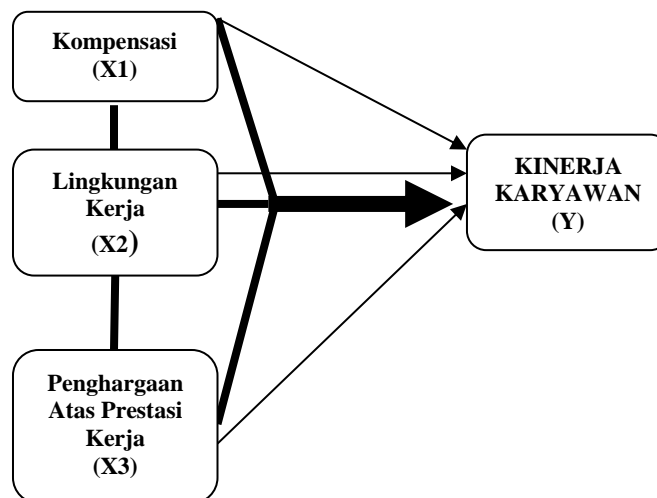 Kompensasi
(X1)
Lingkungan
Kerja
(X2)
Penghargaan
Atas Prestasi
Kerja
(X3)
KINERJA
KARYAWAN
(Y)